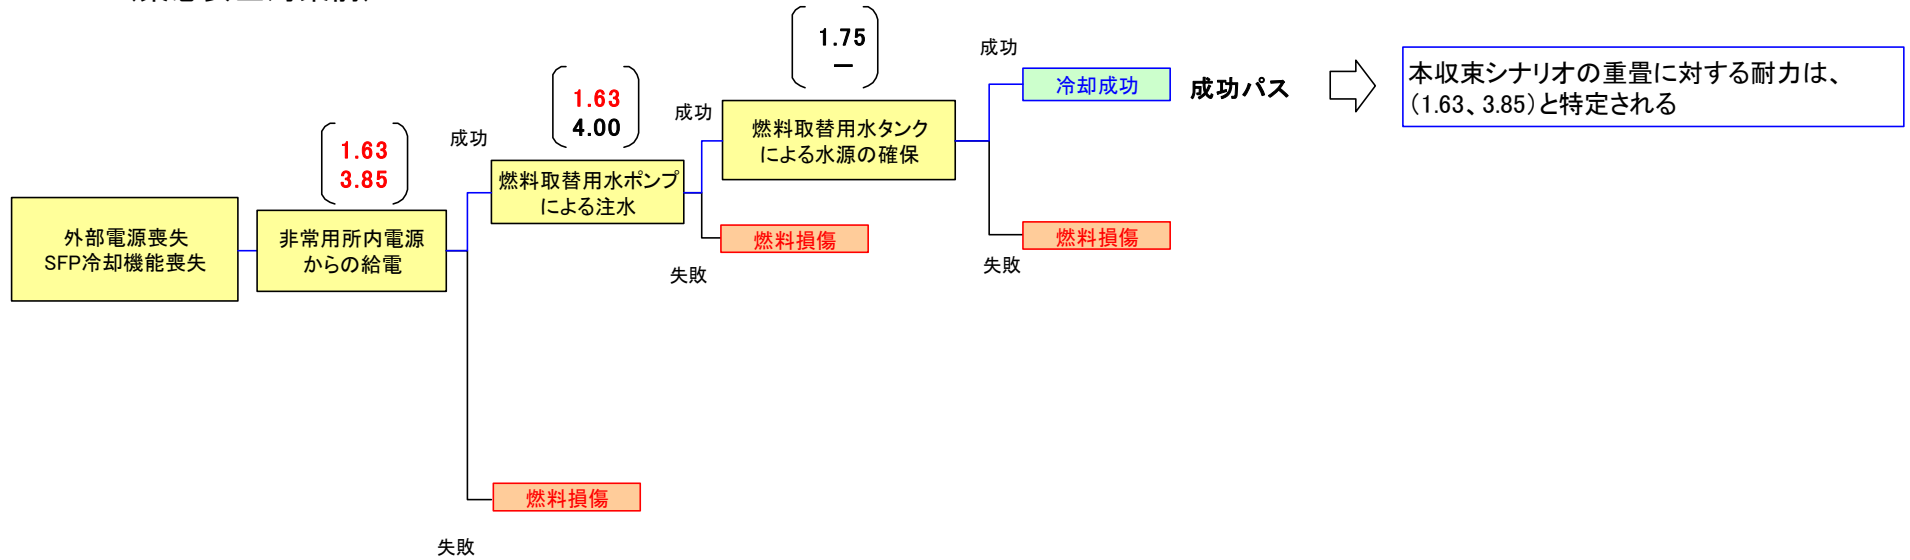 1.75
—
成功
冷却成功
成功パス
本収束シナリオの重畳に対する耐力は、
（1.63、3.85）と特定される
1.63
4.00
成功
燃料取替用水タンク
による水源の確保
1.63
3.85
成功
燃料取替用水ポンプ
による注水
外部電源喪失
SFP冷却機能喪失
非常用所内電源
からの給電
燃料損傷
失敗
燃料損傷
失敗
燃料損傷
失敗